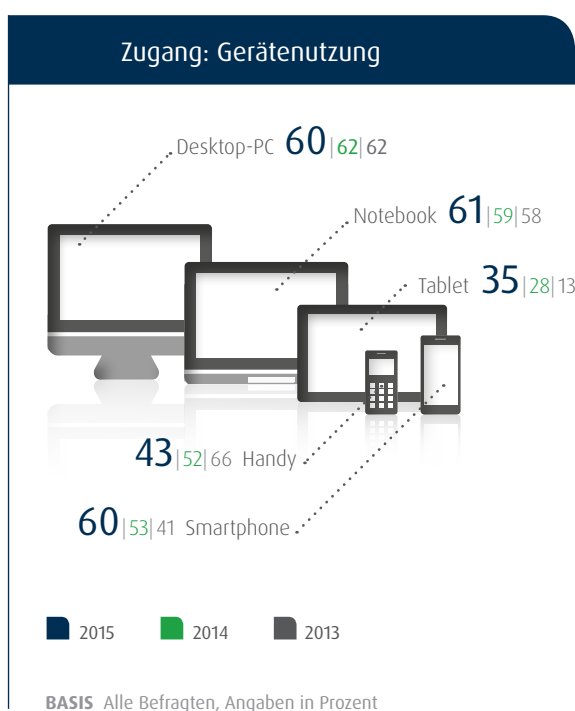 Zugang: Gerätenutzung
Desktop-PC 60|62|62
Notebook 61|59|58
Tablet 35|28|13
43|52|66 Handy
60|53|41 Smartphone
2015 2014 2013
BASIS Alle Befragten, Angaben in Prozent